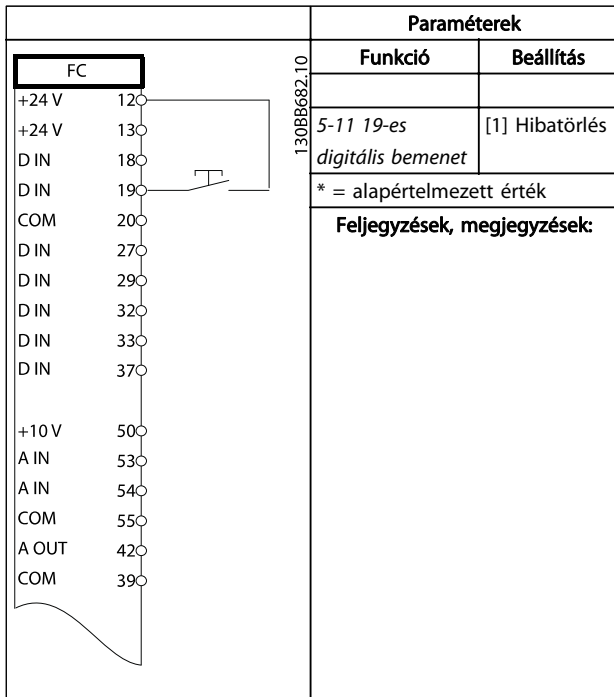 FC
+24 V 12
+24 V 13
D IN 18
D IN 19
COM 20
D IN 27
D IN 29
D IN 32
D IN 33
D IN 37
+10 V 50
A IN 53
A IN 54
COM 55
A OUT 42
COM 39
130BB682.10
Paraméterek
Funkció Beállítás
5-11 19-es [1] Hibatörlés
digitális bemenet
* = alapértelmezett érték
Feljegyzések, megjegyzések: